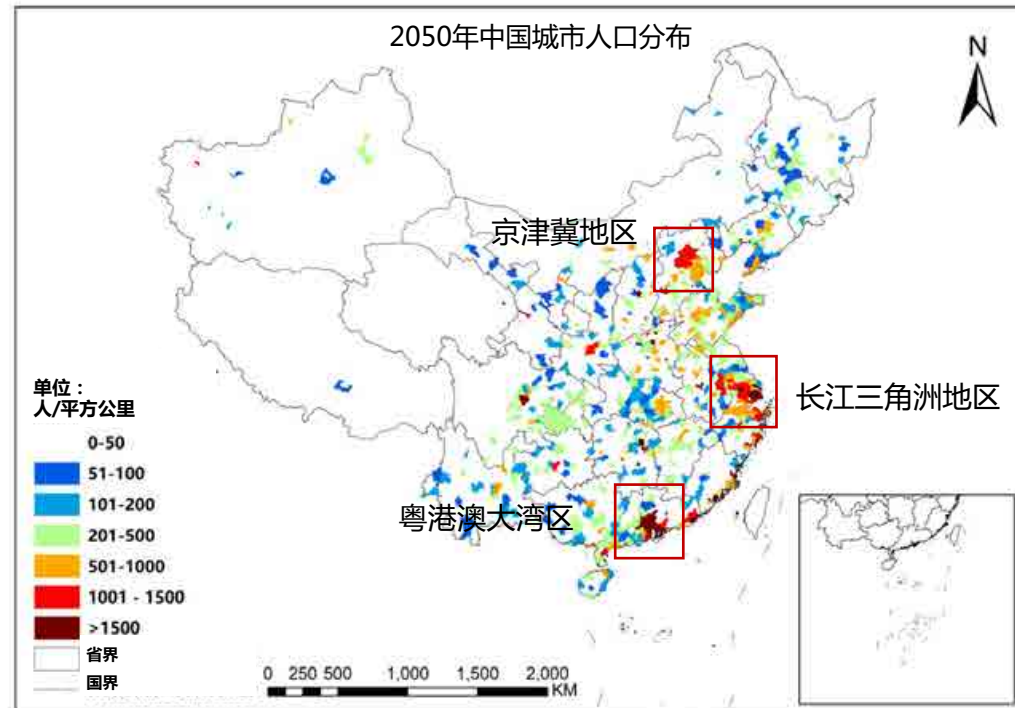 2050年中国城市人口分布
N
京津冀地区
长江三角洲地区
粤港澳大湾区
单位：
人/平方公里
0-50
51-100
101-200
201-500
501-1000
1001 - 1500
>1500
省界
国界
0 250 500 1,000 1,500 2,000
KM